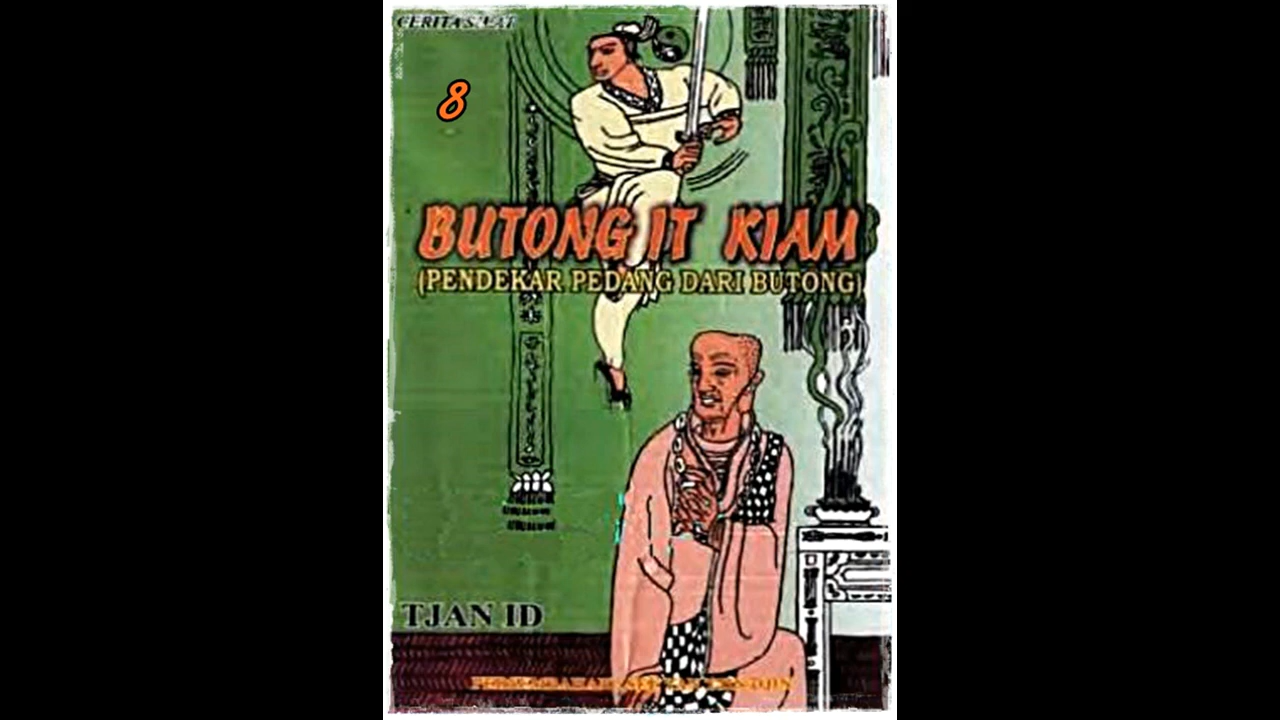 CERITA SILAT
8
BUTONG IT KIAM
(PENDEKAR PEDANG DARI BUTONG)
TJAN ID